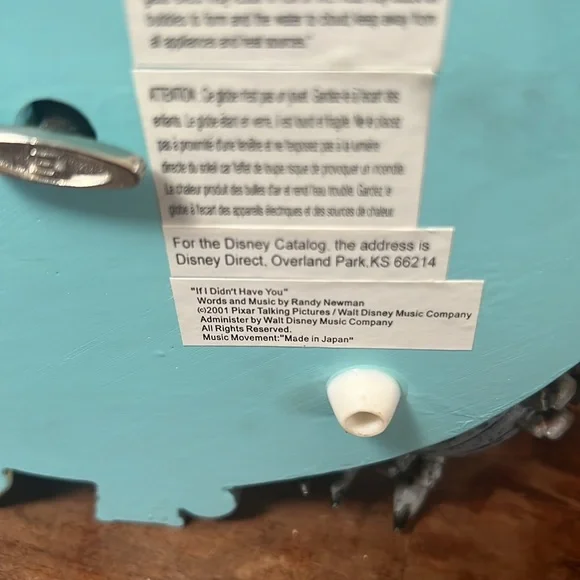 bubbles to form and the water to cloud keep away from
all appliances and heat sources."
ATTENTION: Ce globe n'est pas un jouet. Gardez-le à l'écart des
enfants. Le globe étant en verre, il est lourd et fragile. Ne le placez
pas à proximité d'une fenêtre et ne l'exposez pas à la lumière
directe du soleil car l'effet de loupe risque de provoquer un incendie.
La chaleur produit des bulles d'air et rend l'eau trouble. Gardez le
globe à l'écart des appareils électriques et des sources de chaleur.
For the Disney Catalog, the address is
Disney Direct, Overland Park,KS 66214
"If I Didn't Have You"
Words and Music by Randy Newman
(c)2001 Pixar Talking Pictures / Walt Disney Music Company
Administer by Walt Disney Music Company
All Rights Reserved.
Music Movement:"Made in Japan"